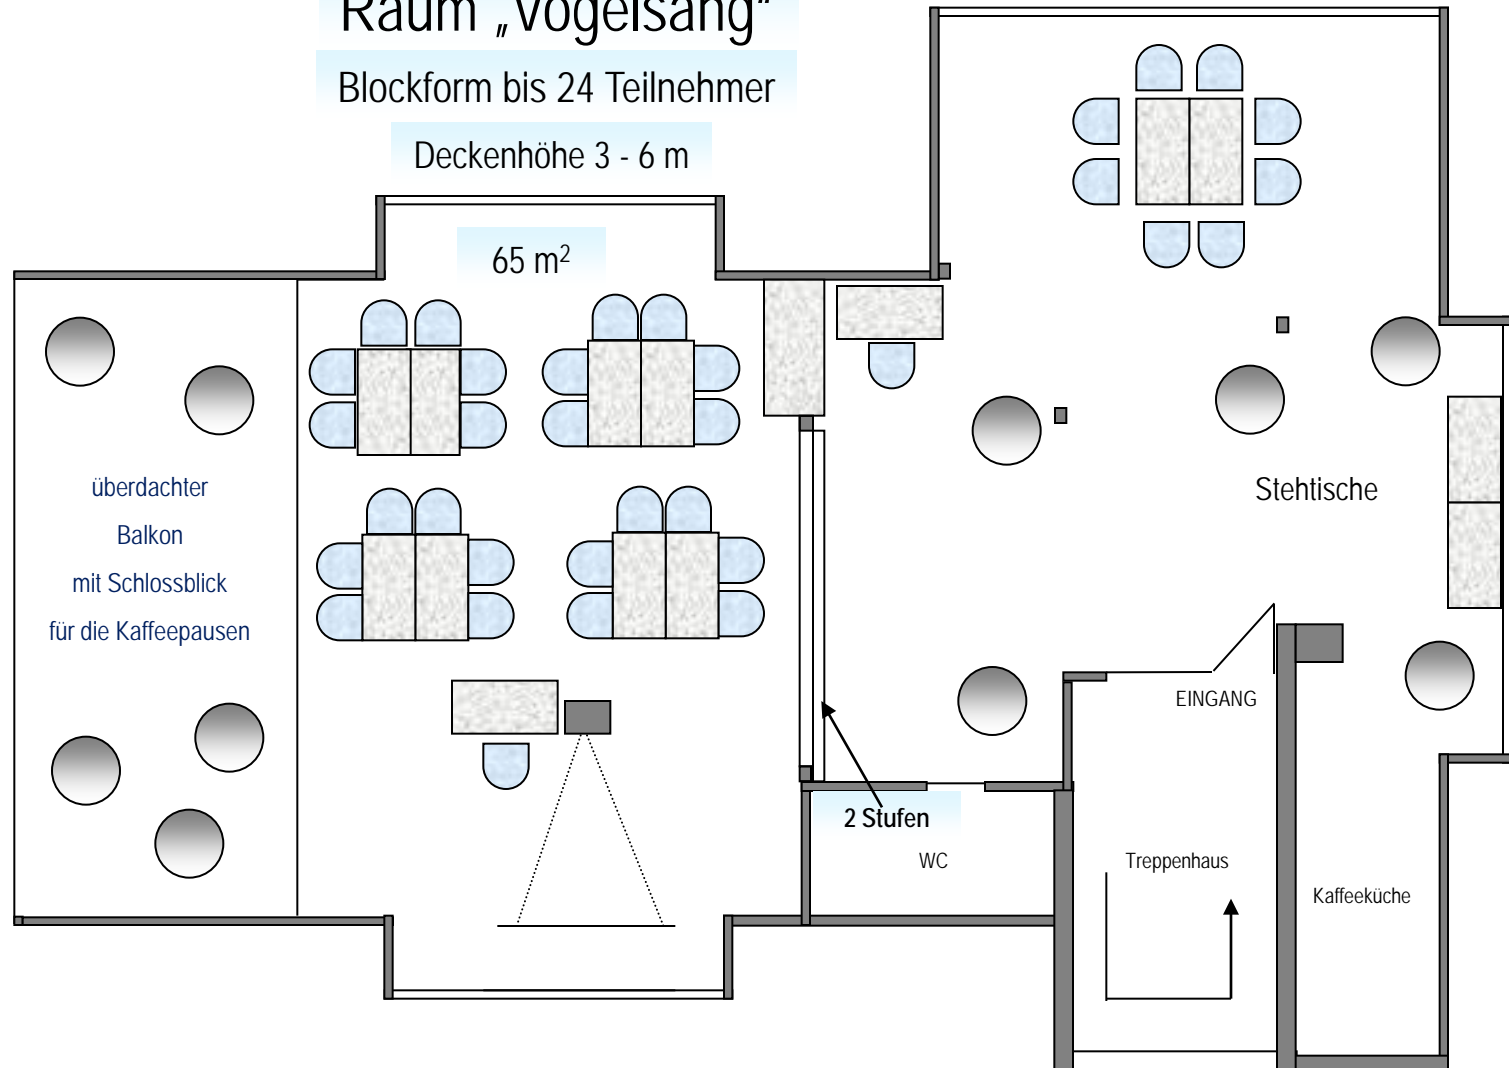 Raum „Vogelsang“
Blockform bis 24 Teilnehmer
Deckenhöhe 3 - 6 m
65 m²
überdachter
Balkon
mit Schlossblick
für die Kaffeepausen
Stehtische
EINGANG
2 Stufen
WC
Treppenhaus
Kaffeeküche